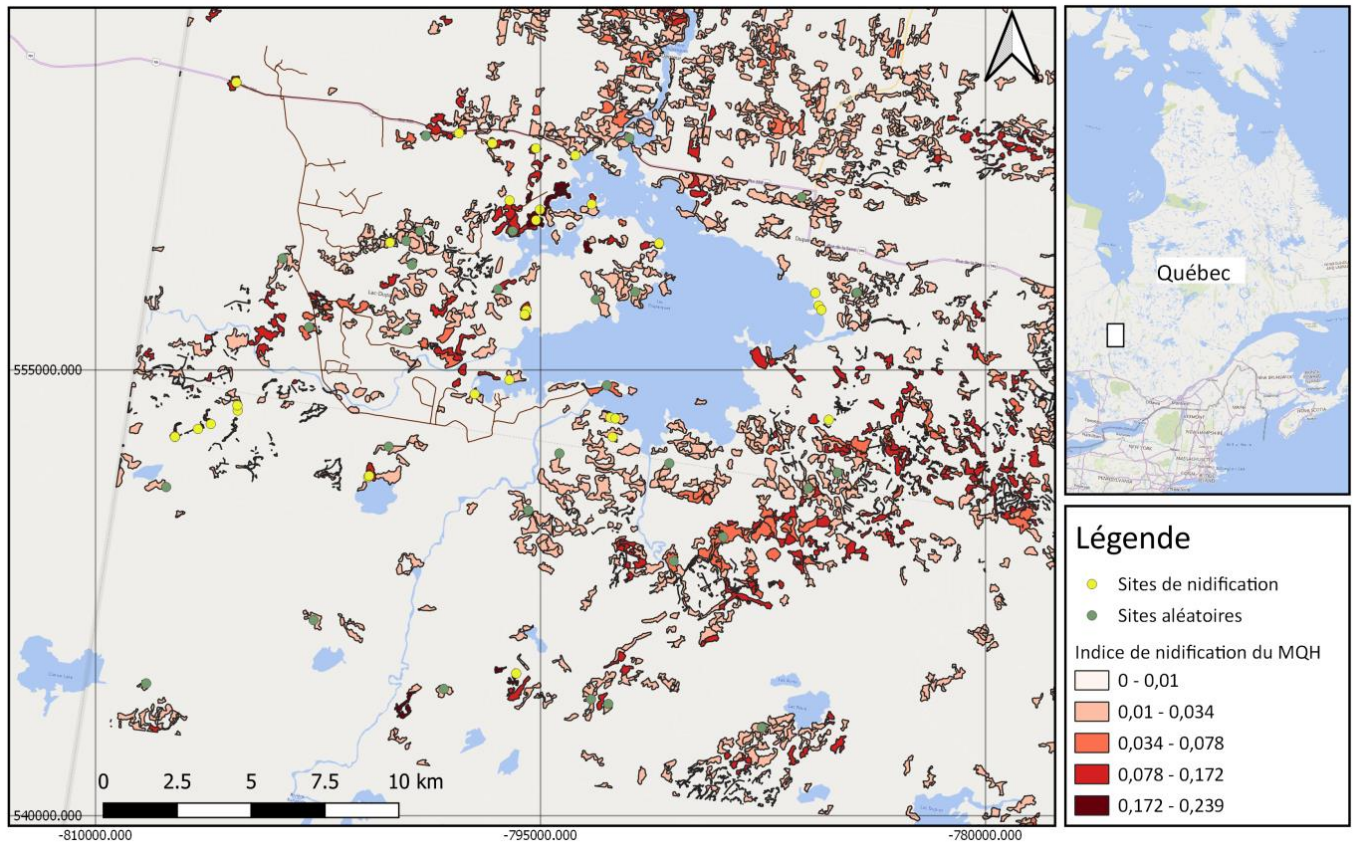 Québec
Lac-Dupa
555000.000
0 2.5 5 7.5 10 km
540000.000
-810000.000 -795000.000 -780000.000
Légende
Sites de nidification
Sites aléatoires
Indice de nidification du MQH
0 - 0,01
0,01 - 0,034
0,034 - 0,078
0,078 - 0,172
0,172 - 0,239